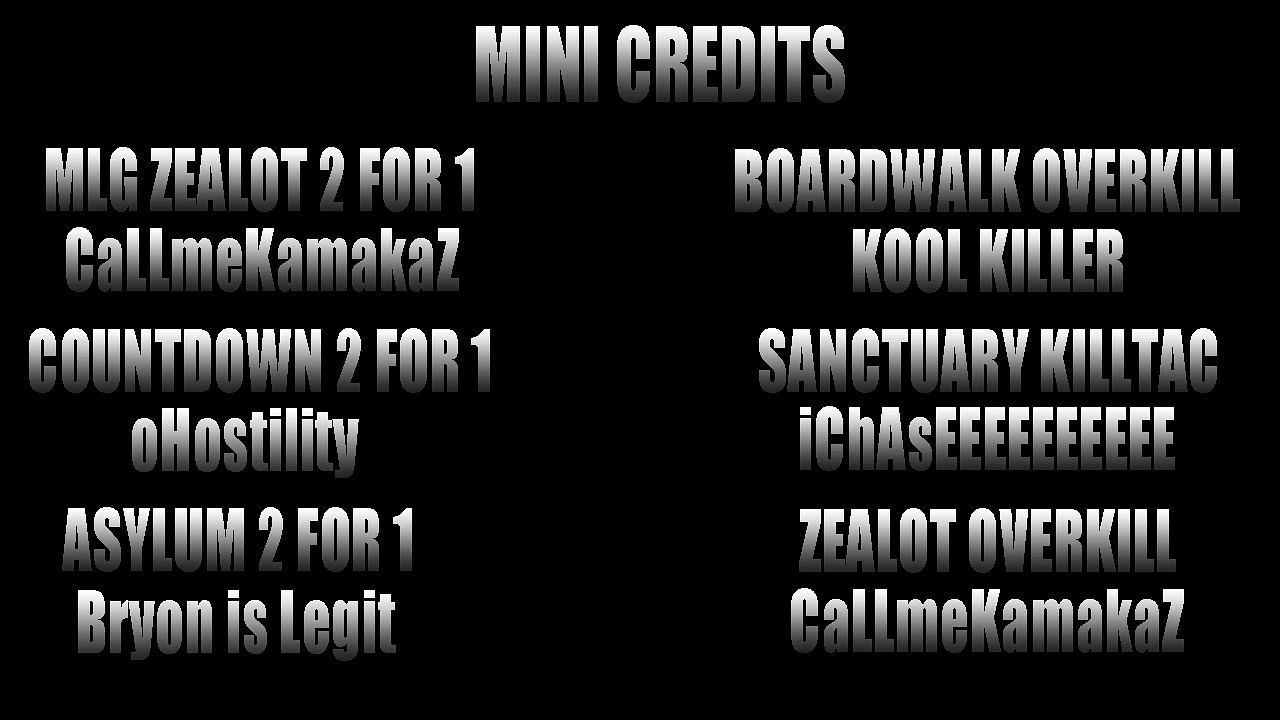 MINI CREDITS
MLG ZEALOT 2 FOR 1
CaLLmeKamakaZ
COUNTDOWN 2 FOR 1
oHostility
ASYLUM 2 FOR 1
Bryon is Legit
BOARDWALK OVERKILL
KOOL KILLER
SANCTUARY KILLTAC
iChAsEEEEEEEEEE
ZEALOT OVERKILL
CaLLmeKamakaZ